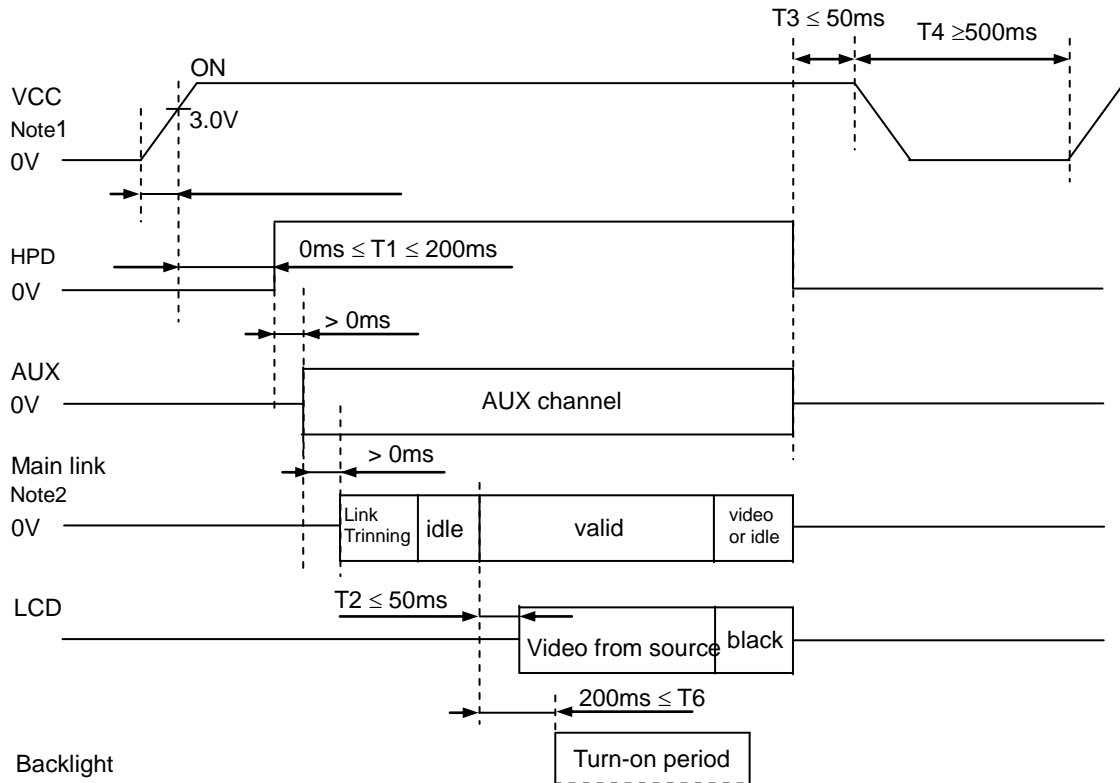 T3 ≤ 50ms
T4 ≥500ms
ON
VCC
3.0V
Note1
0V
HPD
0ms ≤ T1 ≤ 200ms
0V
> 0ms
AUX
0V
AUX channel
Main link
> 0ms
Note2
0V
Link
Trinning
idle
valid
video
or idle
LCD
T2 ≤ 50ms
Video from source
black
200ms ≤ T6
Backlight
Turn-on period